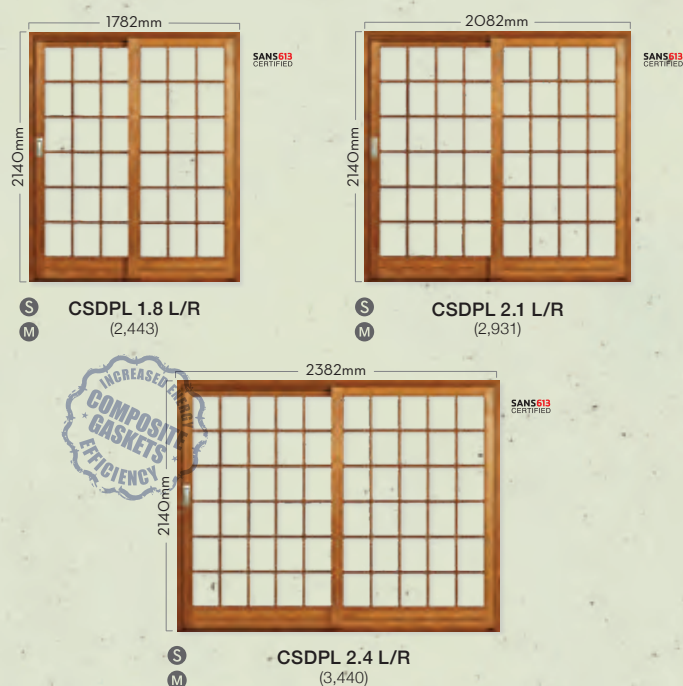 1782mm
2082mm
SANS613
CERTIFIED
SANS613
CERTIFIED
2140mm
2140mm
S
CSDPL 1.8 L/R
M
(2,443)
S
CSDPL 2.1 L/R
M
(2,931)
2382mm
INCREASED ENERGY
COMPOSITE
GASKETS
EFFICIENCY
SANS613
CERTIFIED
2140mm
S
CSDPL 2.4 L/R
M
(3,440)